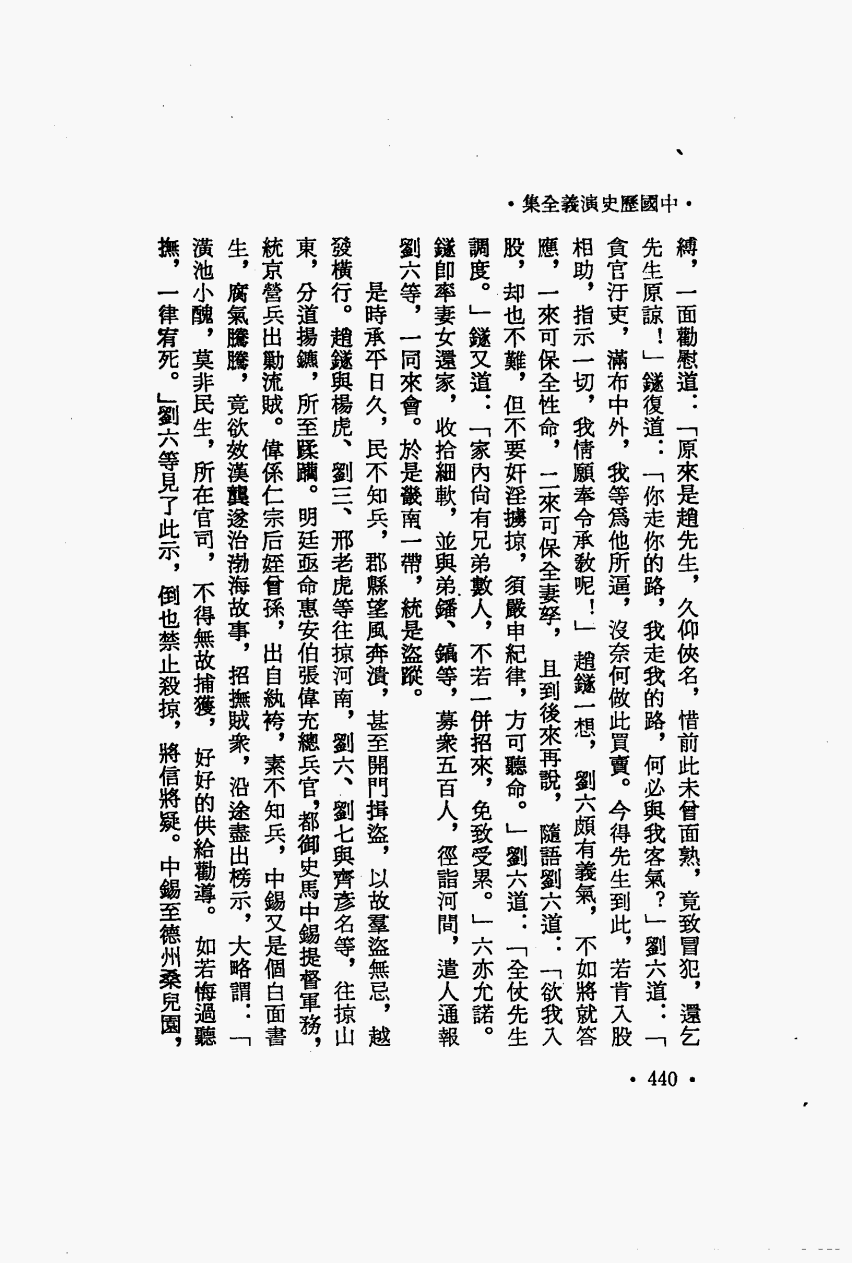 ·中國歷史演義全集·
縛，一面勸慰道：「原來是趙先生，久仰俠名，惜前此未曾面熟，竟致冒犯，還乞
先生原諒！」鐩復道：「你走你的路，我走我的路，何必與我客氣？」劉六道：「
貪官汙吏，滿布中外，我等爲他所逼，沒奈何做此買賣。今得先生到此，若肯入股
相助，指示一切，我情願奉令承敎呢！」趙鐩一想，劉六頗有義氣，不如將就答
應，一來可保全性命，二來可保全妻孥，且到後來再說，隨語劉六道：「欲我入
股，却也不難，但不要奸淫擄掠，須嚴申紀律，方可聽命。」劉六道：「全仗先生
調度。」鐩又道：「家內尙有兄弟數人，不若一併招來，免致受累。」六亦允諾。
鐩卽率妻女還家，收拾細軟，並與弟鐇、鎬等，募衆五百人，徑詣河間，遣人通報
劉六等，一同來會。於是畿南一帶，統是盜蹤。
是時承平日久，民不知兵，郡縣望風奔潰，甚至開門揖盜，以故羣盜無忌，越
發橫行。趙鐩與楊虎、劉三、邢老虎等往掠河南，劉六、劉七與齊彥名等，往掠山
東，分道揚鑣，所至蹂躪。明廷亟命惠安伯張偉充總兵官，都御史馬中錫提督軍務，
統京營兵出勦流賊。偉係仁宗后姪曾孫，出自紈袴，素不知兵，中錫又是個白面書
生，腐氣騰騰，竟欲效漢龔遂治渤海故事，招撫賊衆，沿途盡出榜示，大略謂：「
潢池小醜，莫非民生，所在官司，不得無故捕獲，好好的供給勸導。如若悔過聽
撫，一律宥死。」劉六等見了此示，倒也禁止殺掠，將信將疑。中錫至德州桑兒園，
·440·